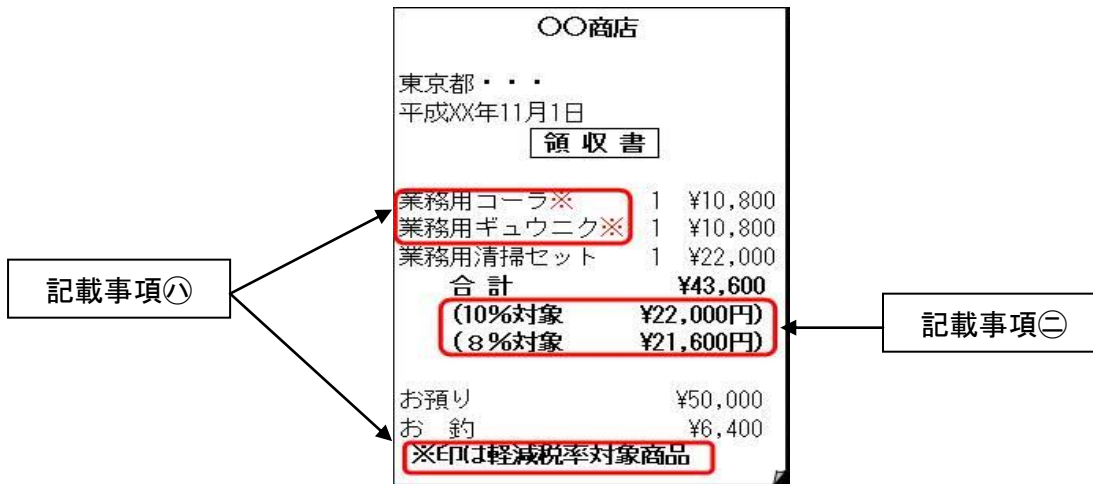 〇〇商店
東京都・・・
平成XX年11月1日
領収書
業務用コーラ※ 1 ¥10,800
業務用ギュウニク※ 1 ¥10,800
業務用清掃セット 1 ¥22,000
合計 ¥43,600
(10%対象 ¥22,000円)
(8%対象 ¥21,600円)
お預り ¥50,000
お 釣 ¥6,400
※印は軽減税率対象商品
記載事項㋩
記載事項㊁